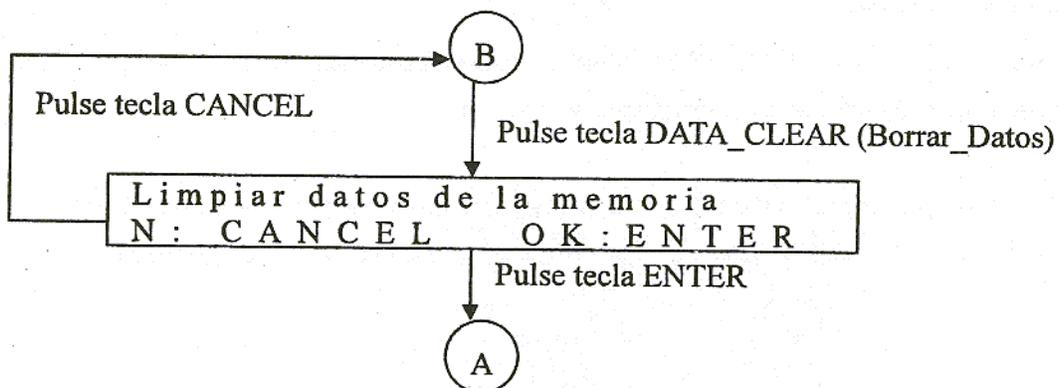 B
Pulse tecla CANCEL
Pulse tecla DATA_CLEAR (Borrar_Datos)
Limpiar datos de la memoria
N: CANCEL OK:ENTER
Pulse tecla ENTER
A